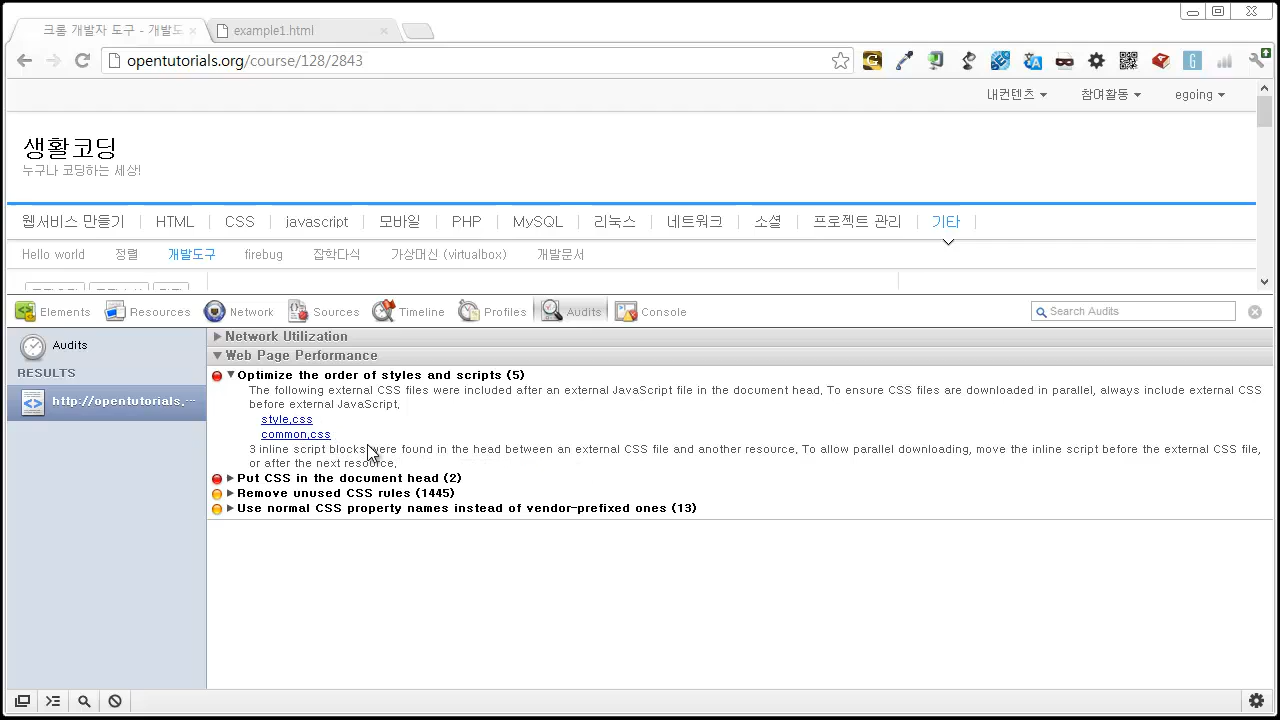 크롬 개발자 도구 - 개발도
example1.html
opentutorials.org/course/128/2843
내컨텐츠 참여활동 egoing
생활코딩
누구나 코딩하는 세상!
웹서비스 만들기 HTML CSS javascript 모바일 PHP MySQL 리눅스 네트워크 소셜 프로젝트 관리 기타
Hello world 정렬 개발도구 firebug 잡학다식 가상머신 (virtualbox) 개발문서
Elements Resources Network Sources Timeline Profiles Audits Console Search Audits
Audits
RESULTS
http://opentutorials.…
Network Utilization
Web Page Performance
Optimize the order of styles and scripts (5)
The following external CSS files were included after an external JavaScript file in the document head. To ensure CSS files are downloaded in parallel, always include external CSS
before external JavaScript.
style.css
common.css
3 inline script blocks were found in the head between an external CSS file and another resource. To allow parallel downloading, move the inline script before the external CSS file,
or after the next resource.
Put CSS in the document head (2)
Remove unused CSS rules (1445)
Use normal CSS property names instead of vendor-prefixed ones (13)